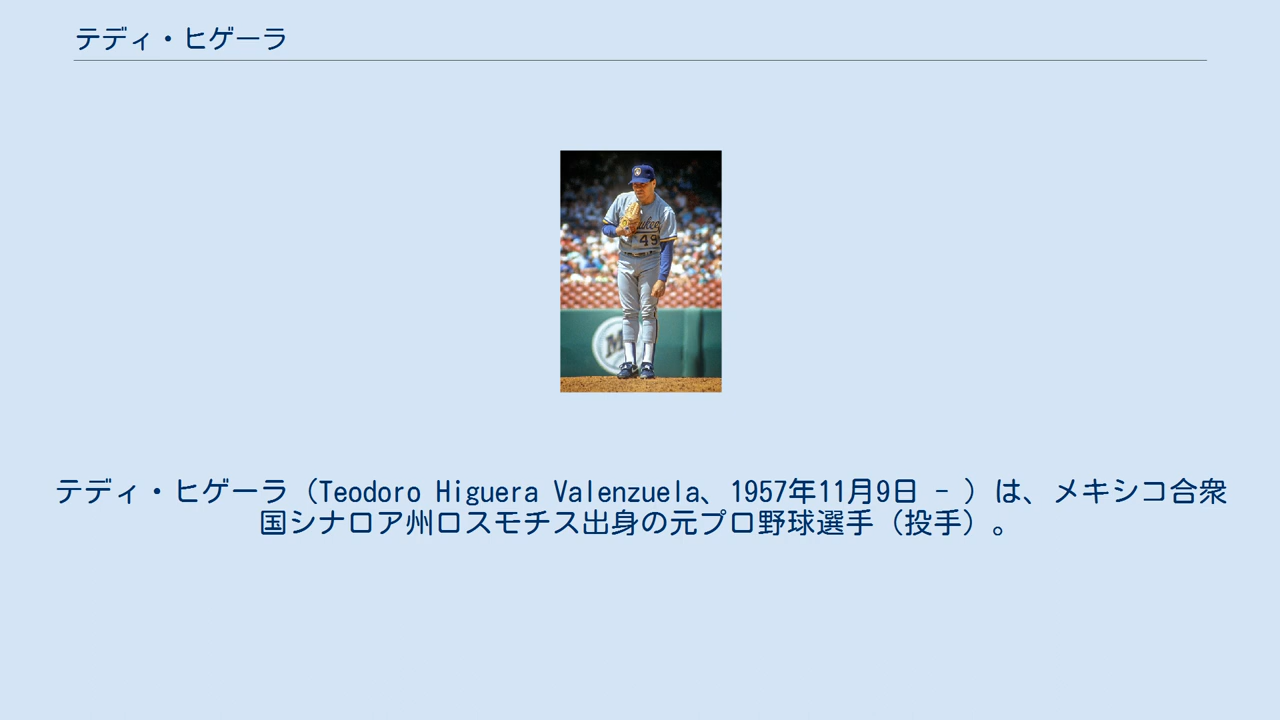 テディ・ヒゲーラ
49
M
テディ・ヒゲーラ（Teodoro Higuera Valenzuela、1957年11月9日 - ）は、メキシコ合衆
国シナロア州ロスモチス出身の元プロ野球選手（投手）。